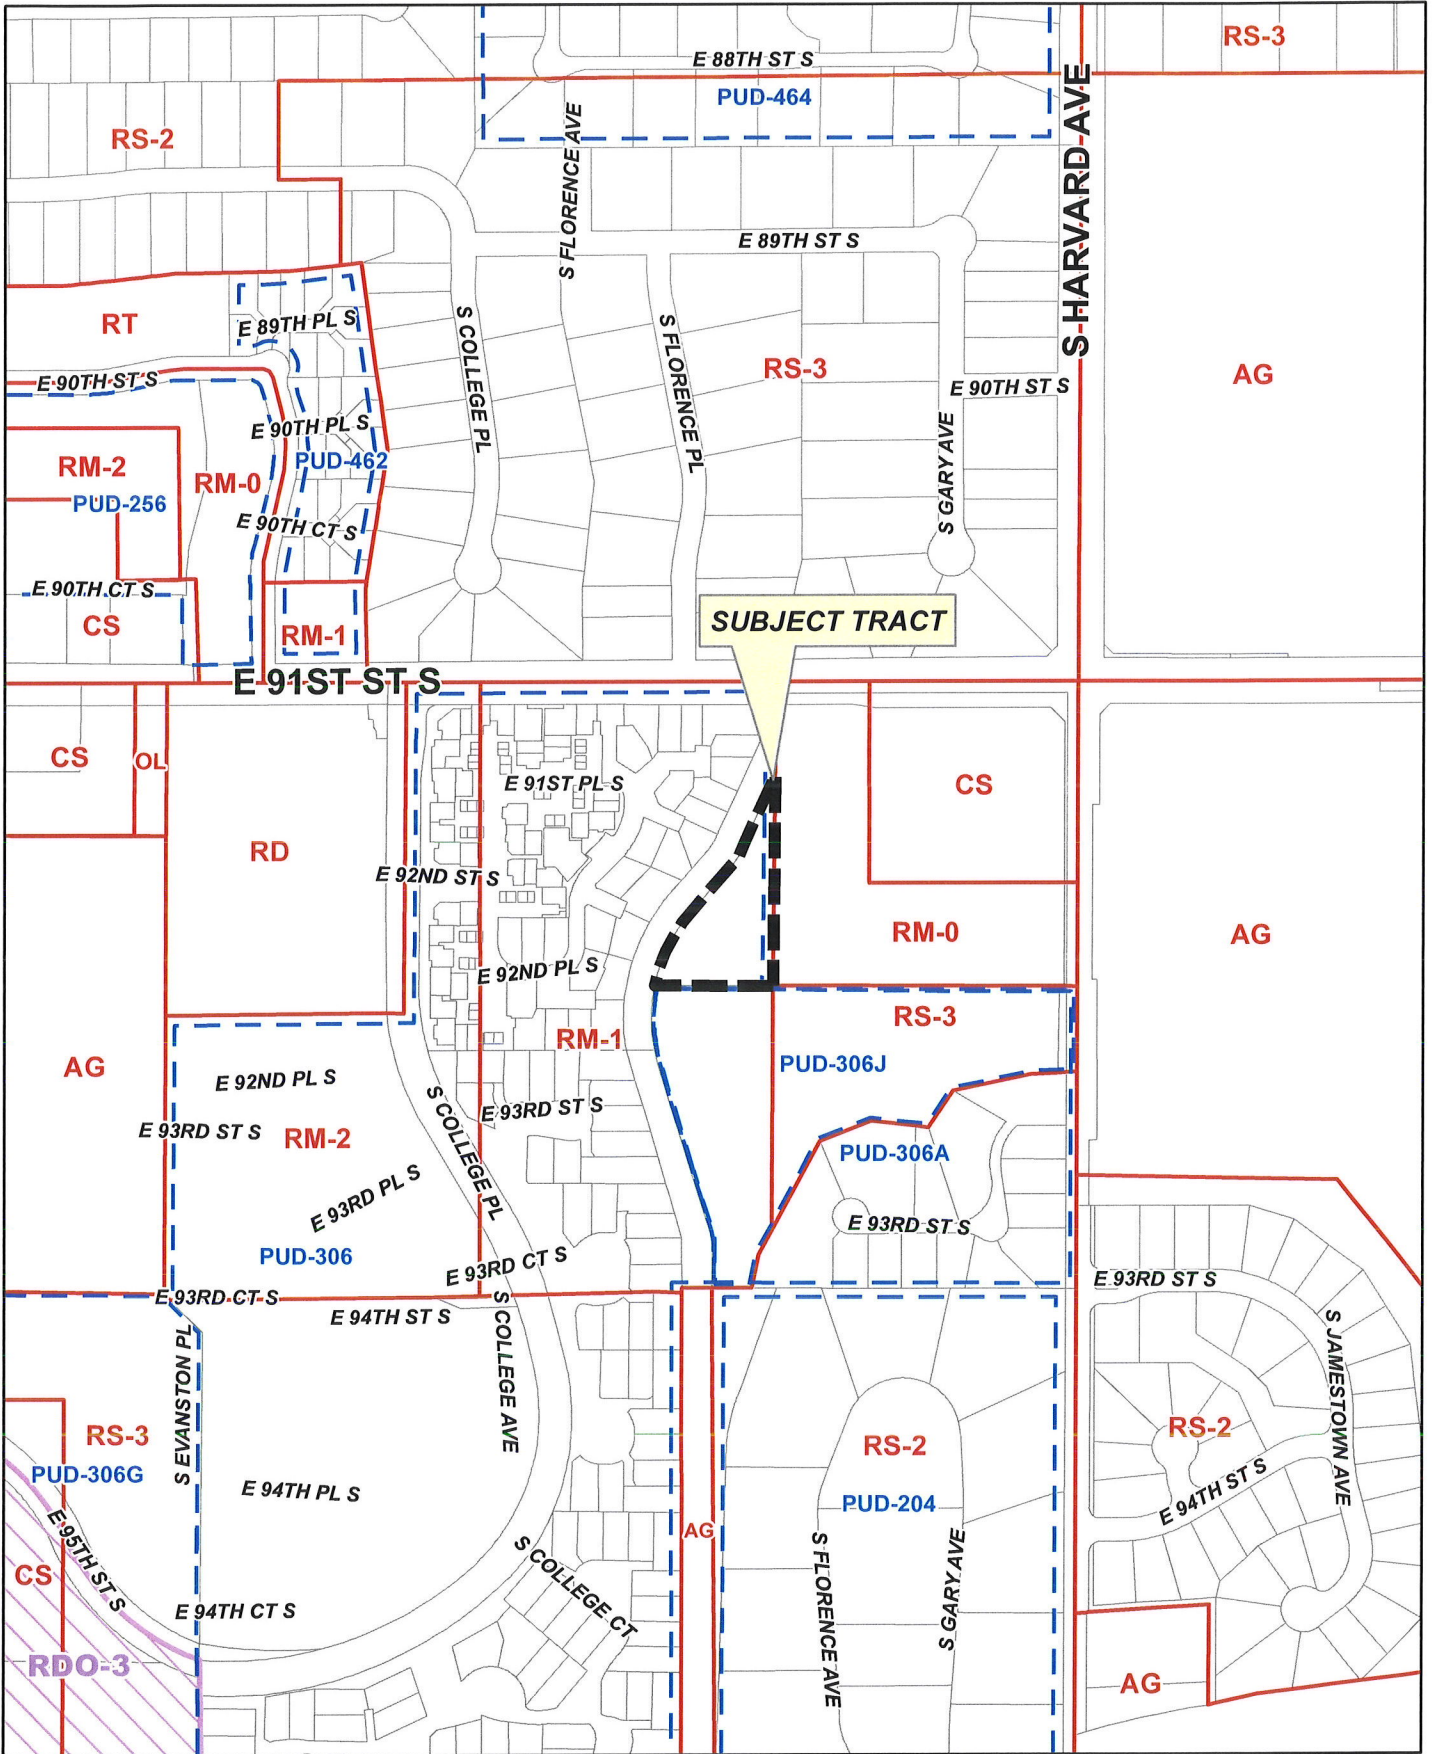 RS-3
E 88TH ST S
PUD-464
S HARVARD AVE
RS-2
S FLORENCE AVE
E 89TH ST S
RT
E 89TH PL S
S COLLEGE PL
S FLORENCE PL
RS-3
AG
E 90TH ST S
E 90TH ST S
E 90TH PL S
S GARY AVE
RM-2
PUD-462
RM-0
PUD-256
E 90TH CT S
E 90TH CT S
CS
RM-1
SUBJECT TRACT
E 91ST ST S
CS
OL
E 91ST PL S
CS
RD
E 92ND ST S
RM-0
AG
E 92ND PL S
RS-3
RM-1
AG
PUD-306J
E 92ND PL S
E 93RD ST S
E 93RD ST S
RM-2
S COLLEGE PL
PUD-306A
E 93RD PL S
E 93RD ST S
PUD-306
E 93RD CT S
E 93RD ST S
E 93RD CT S
E 94TH ST S
S EVANSTON PL
S COLLEGE AVE
S JAMESTOWN AVE
RS-3
RS-2
RS-2
PUD-306G
E 94TH PL S
PUD-204
E 94TH ST S
AG
E 95TH ST S
CS
S COLLEGE CT
S FLORENCE AVE
S GARY AVE
E 94TH CT S
RDO-3
AG